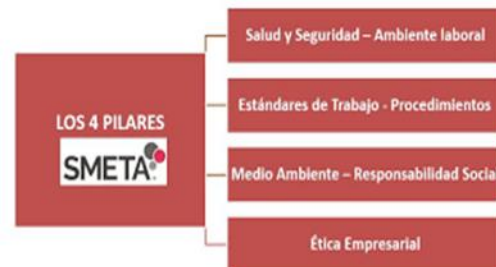 LOS 4 PILARES
SMETA
Salud y Seguridad – Ambiente laboral
Estándares de Trabajo - Procedimientos
Medio Ambiente – Responsabilidad Socia
Ética Empresarial